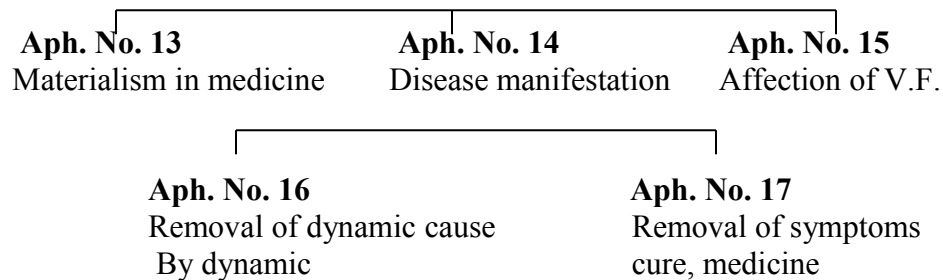 Aph. No. 13 Aph. No. 14 Aph. No. 15
Materialism in medicine Disease manifestation Affection of V.F.
Aph. No. 16 Aph. No. 17
Removal of dynamic cause Removal of symptoms
By dynamic cure, medicine